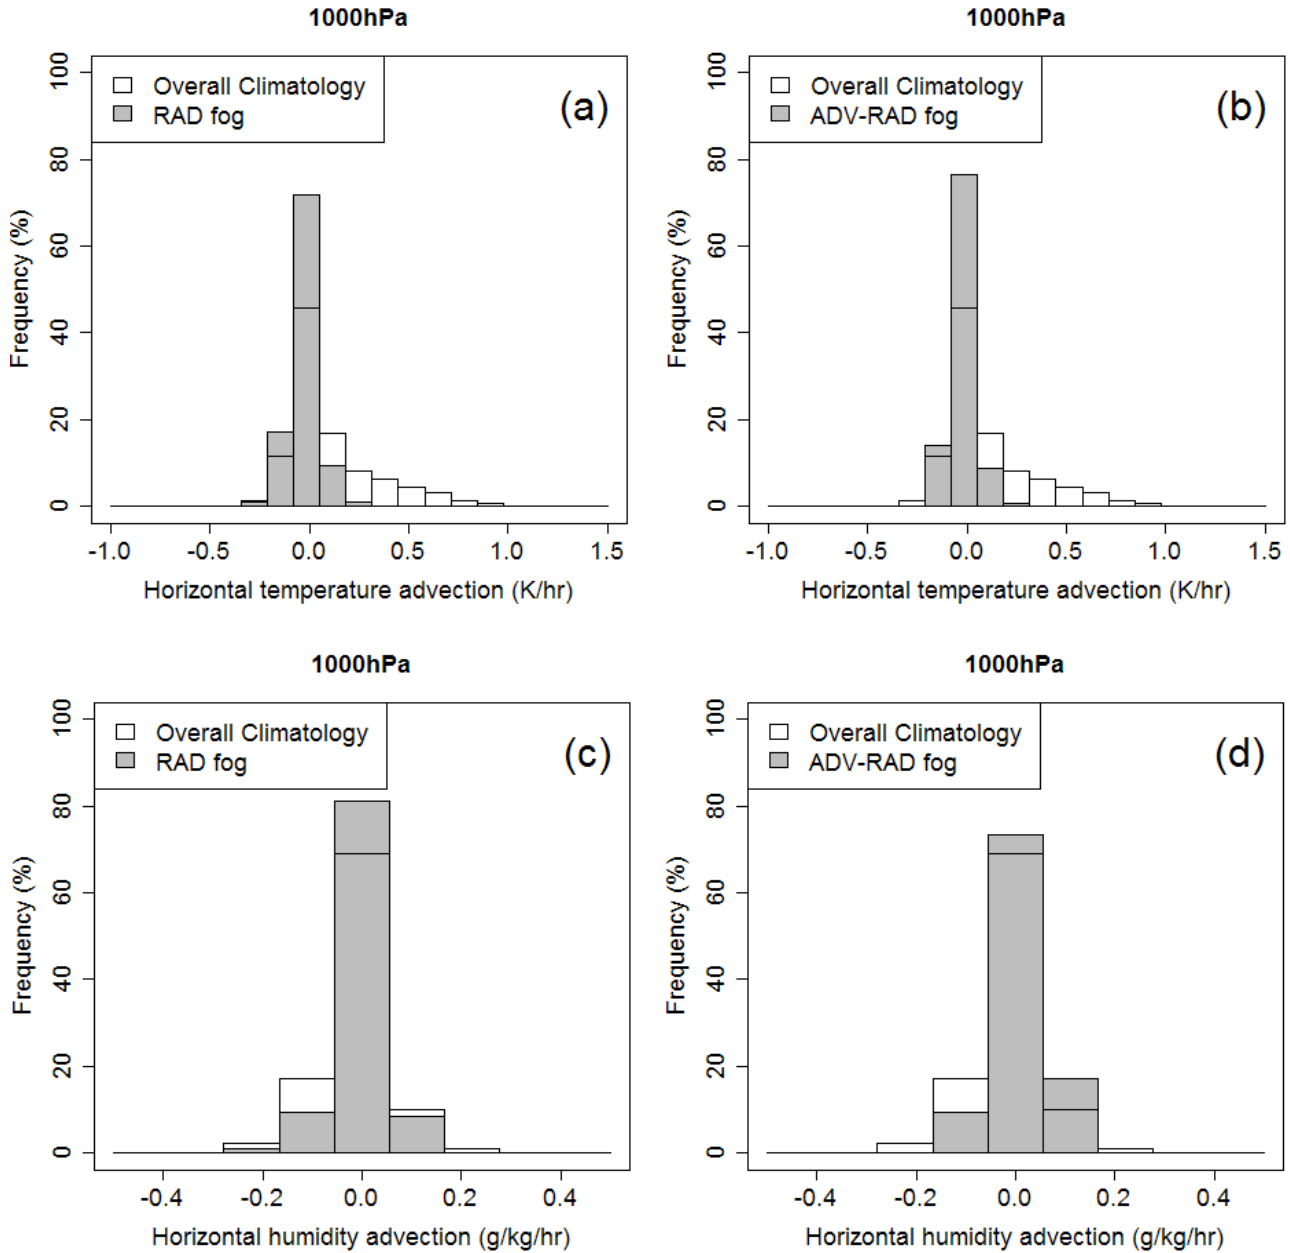 1000hPa
Overall Climatology
RAD fog
(a)
100
80
60
40
20
0
Frequency (%)
-1.0 -0.5 0.0 0.5 1.0 1.5
Horizontal temperature advection (K/hr)
1000hPa
Overall Climatology
ADV-RAD fog
(b)
100
80
60
40
20
0
Frequency (%)
-1.0 -0.5 0.0 0.5 1.0 1.5
Horizontal temperature advection (K/hr)
1000hPa
Overall Climatology
RAD fog
(c)
100
80
60
40
20
0
Frequency (%)
-0.4 -0.2 0.0 0.2 0.4
Horizontal humidity advection (g/kg/hr)
1000hPa
Overall Climatology
ADV-RAD fog
(d)
100
80
60
40
20
0
Frequency (%)
-0.4 -0.2 0.0 0.2 0.4
Horizontal humidity advection (g/kg/hr)